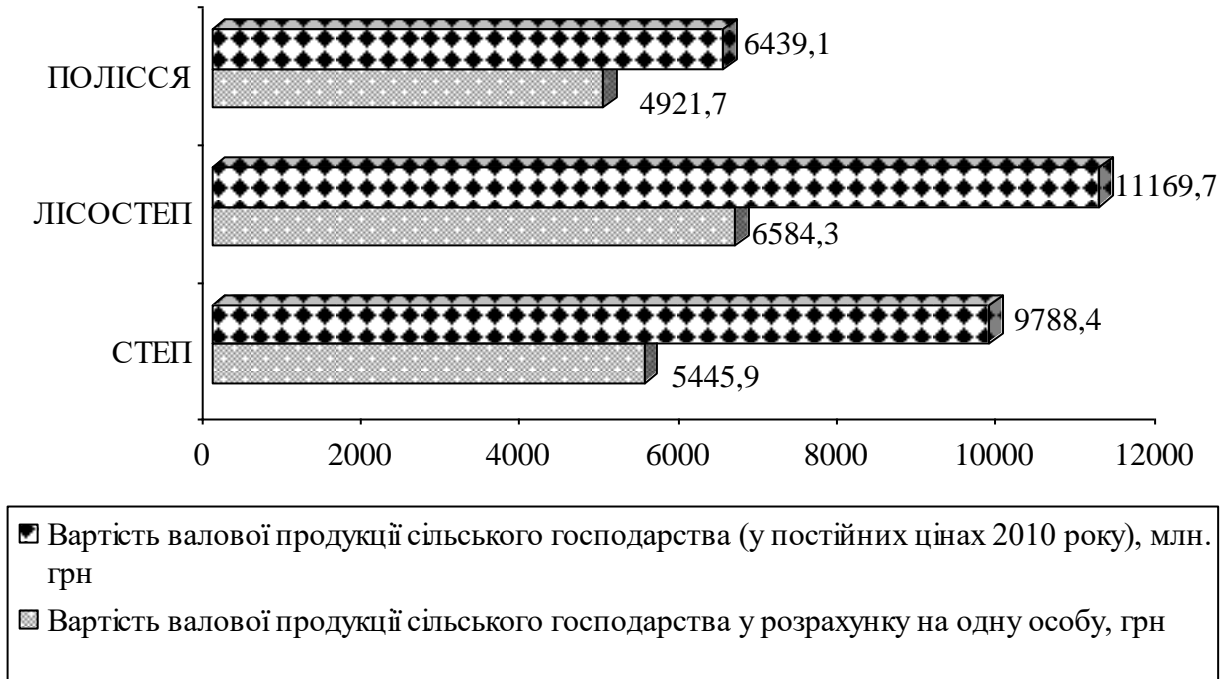 ПОЛІССЯ
6439,1
4921,7
ЛІСОСТЕП
11169,7
6584,3
СТЕП
9788,4
5445,9
0 2000 4000 6000 8000 10000 12000
Вартість валової продукції сільського господарства (у постійних цінах 2010 року), млн.
грн
Вартість валової продукції сільського господарства у розрахунку на одну особу, грн